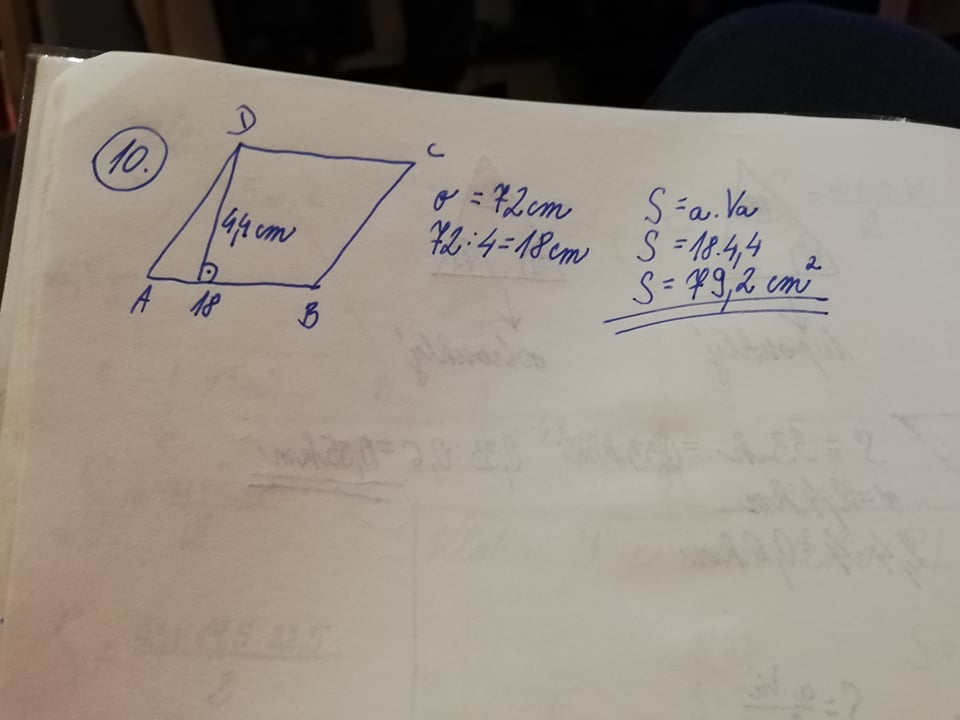 10.
D
C
4,4 cm
A
18
B
o = 72 cm
72 : 4 = 18 cm
S = a . Va
S = 18 . 4,4
S = 79,2 cm²